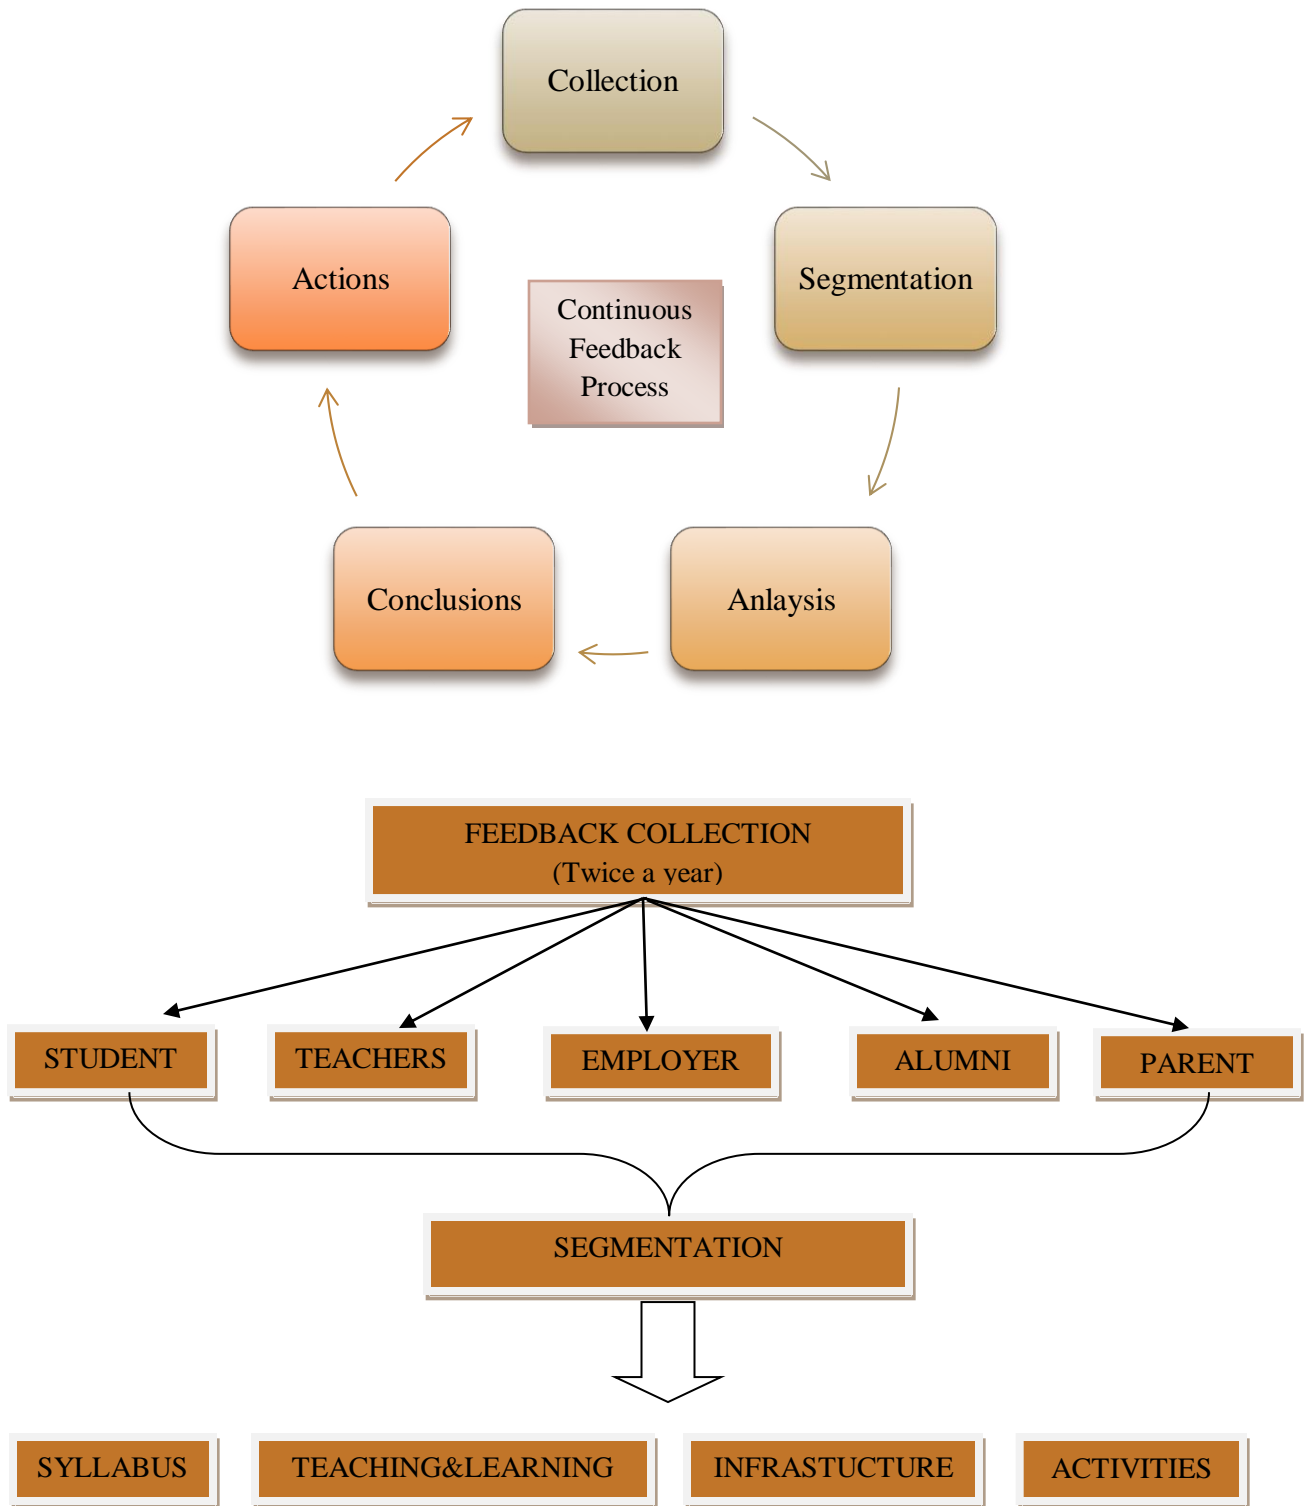 Collection
Actions
Segmentation
Continuous
Feedback
Process
Conclusions
Anlaysis
FEEDBACK COLLECTION
(Twice a year)
STUDENT
TEACHERS
EMPLOYER
ALUMNI
PARENT
SEGMENTATION
SYLLABUS
TEACHING&LEARNING
INFRASTUCTURE
ACTIVITIES